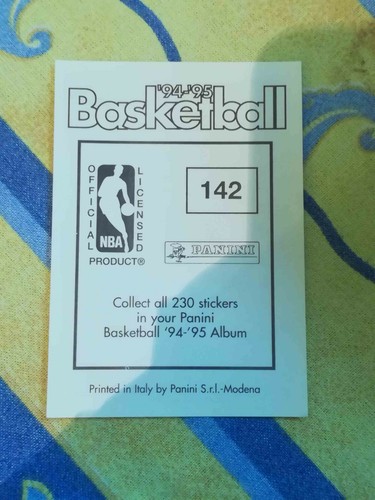 '94-'95
Basketball
OFFICIAL
LICENSED
NBA
PRODUCT®
142
PANINI
Collect all 230 stickers
in your Panini
Basketball '94-'95 Album
Printed in Italy by Panini S.r.l.-Modena